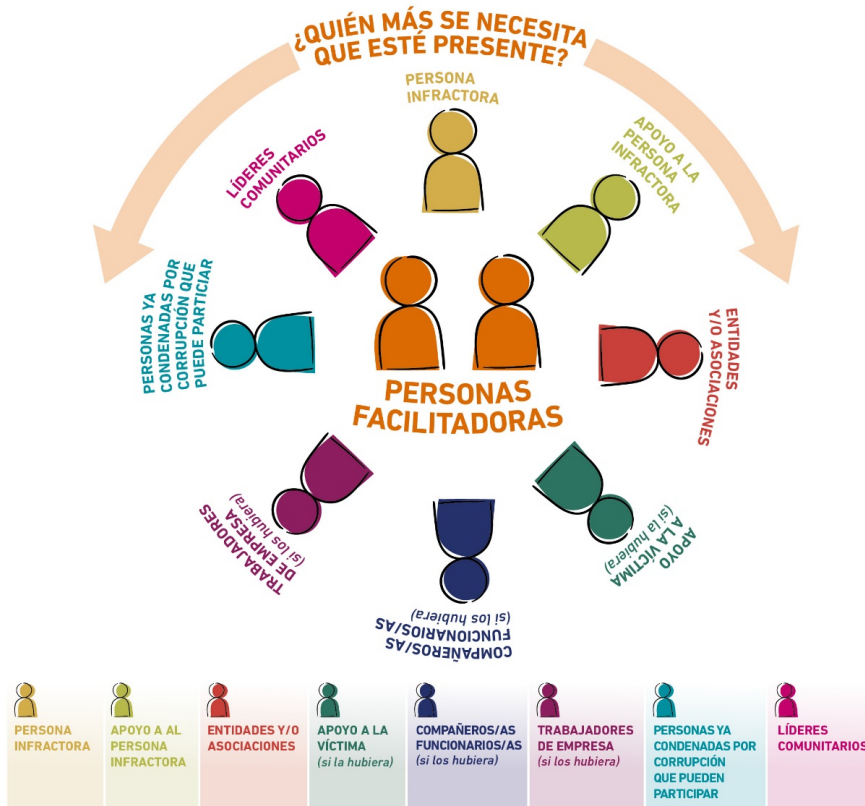 ¿QUIÉN MÁS SE NECESITA
QUE ESTÉ PRESENTE?
PERSONA
INFRACTORA
APOYO A LA
PERSONA
INFRACTORA
ENTIDADES
Y/O ASOCIACIONES
APOYO
A LA VÍCTIMA
(si la hubiera)
COMPAÑEROS/AS
FUNCIONARIOS/AS
(si los hubiera)
TRABAJADORES
DE EMPRESA
(si los hubiera)
PERSONAS YA
CONDENADAS POR
CORRUPCIÓN QUE
PUEDE PARTICIAR
LÍDERES
COMUNITARIOS
PERSONAS
FACILITADORAS
PERSONA
INFRACTORA
APOYO A AL
PERSONA
INFRACTORA
ENTIDADES Y/O
ASOCIACIONES
APOYO A LA
VÍCTIMA
(si la hubiera)
COMPAÑEROS/AS
FUNCIONARIOS/AS
(si los hubiera)
TRABAJADORES
DE EMPRESA
(si los hubiera)
PERSONAS YA
CONDENADAS POR
CORRUPCIÓN
QUE PUEDEN
PARTICIPAR
LÍDERES
COMUNITARIOS